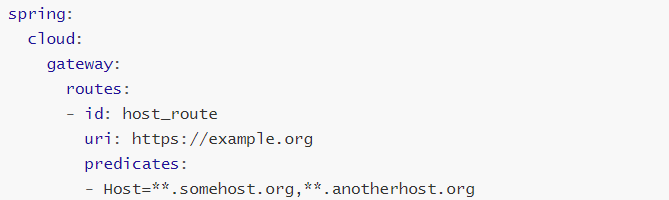 spring:
  cloud:
    gateway:
      routes:
      - id: host_route
        uri: https://example.org
        predicates:
        - Host=**.somehost.org,**.anotherhost.org